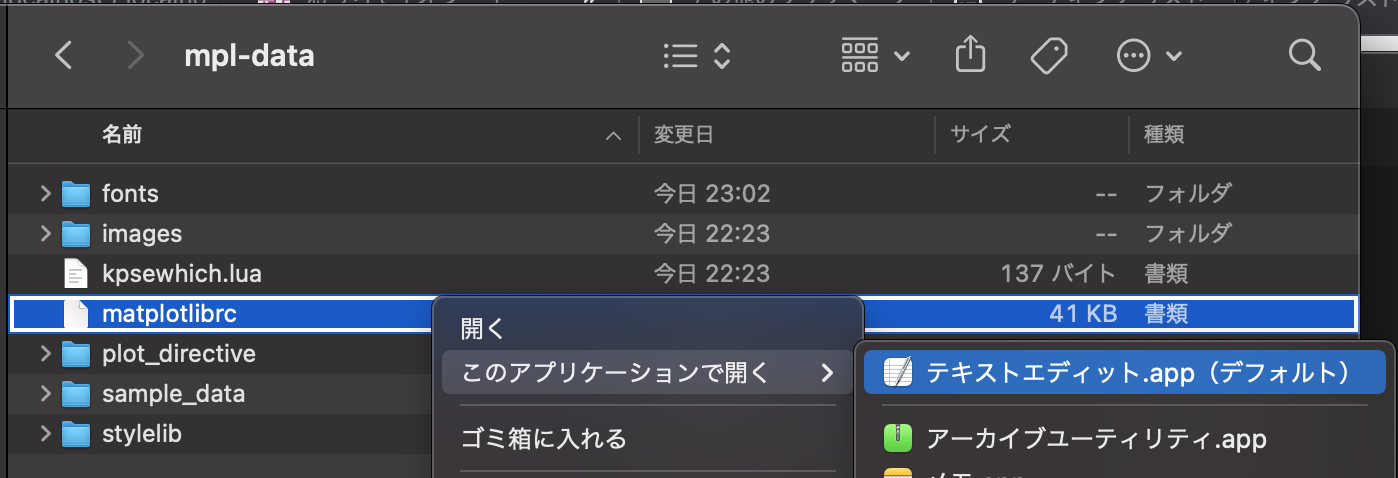 mpl-data
名前 変更日 サイズ 種類
fonts 今日 23:02 -- フォルダ
images 今日 22:23 -- フォルダ
kpsewhich.lua 今日 22:23 137 バイト 書類
matplotlibrc 41 KB 書類
開く
plot_directive
このアプリケーションで開く
テキストエディット.app（デフォルト）
sample_data
stylelib
ゴミ箱に入れる
アーカイブユーティリティ.app